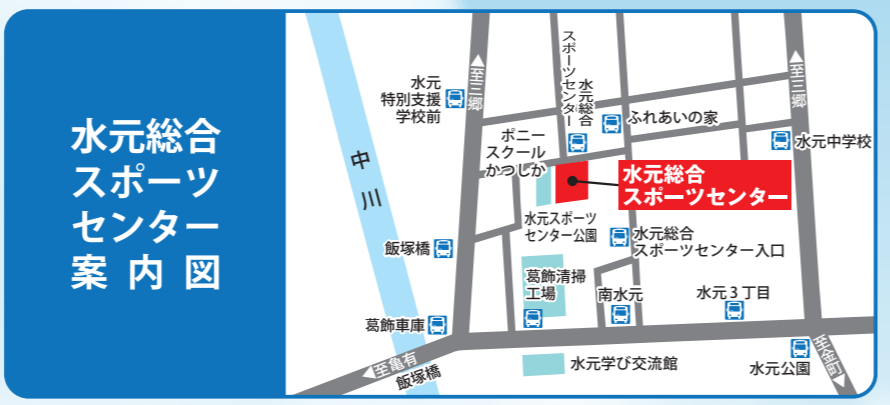 水元総合
スポーツ
センター
案内図
中川
水元
特別支援
学校前
▲至三郷
水元総合
スポーツセンター
ふれあいの家
▲至三郷
水元中学校
ポニー
スクール
かつしか
水元総合
スポーツセンター
水元スポーツ
センター公園
水元総合
スポーツセンター入口
飯塚橋
葛飾清掃
工場
南水元
水元3丁目
葛飾車庫
◀至亀有
飯塚橋
水元学び交流館
水元公園
至金町▶